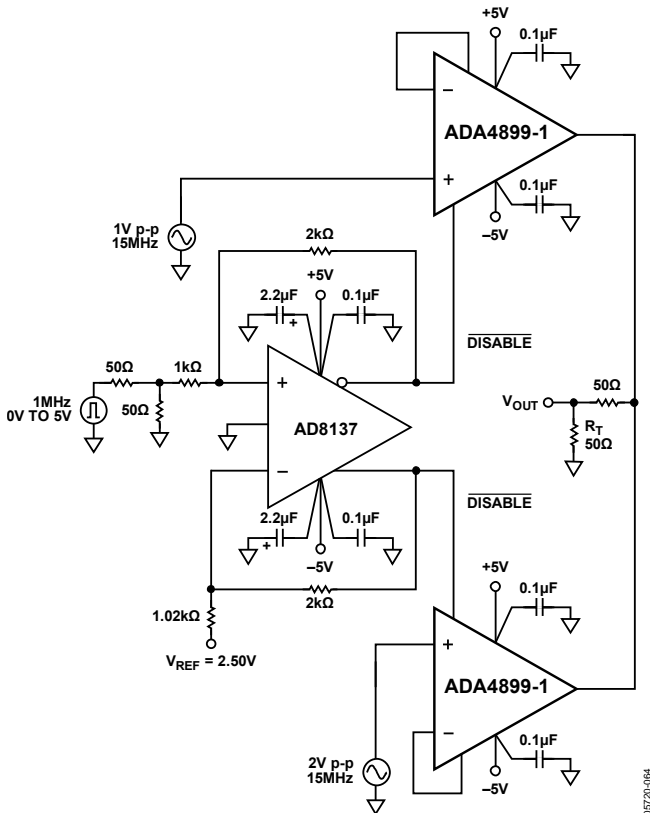 +5V
0.1µF
−
ADA4899-1
+
0.1µF
−5V
1V p-p
15MHz
2kΩ
+5V
2.2µF
0.1µF
+
DISABLE
50Ω
1kΩ
+
1MHz
0V TO 5V
50Ω
AD8137
VOUT
50Ω
RT
50Ω
−
DISABLE
2.2µF
0.1µF
+
−5V
2kΩ
+5V
0.1µF
1.02kΩ
VREF = 2.50V
+
ADA4899-1
−
2V p-p
15MHz
0.1µF
−5V
05720-064